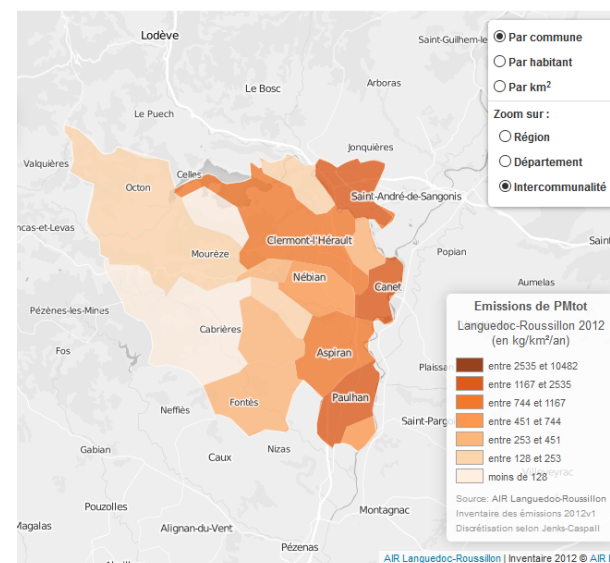 Lodève
Saint-Guilhem-le
Par commune
Par habitant
Par km²
Zoom sur :
Région
Département
Intercommunalité
Le Bosc
Arboras
Le Puech
Jonquières
Valquières
Celles
Octon
Saint-André-de-Sangonis
ncas-et-Levas
Clermont-l'Hérault
Saint
Mourèze
Popian
Nébian
Canet
Aumelas
Pézènes-les-Mines
Cabrières
Fos
Aspiran
Plaissan
Paulhan
Fontès
Neffiès
Saint-Pargo
Gabian
Caux
Nizas
Emissions de PMtot
Languedoc-Roussillon 2012
(en kg/km²/an)
entre 2535 et 10482
entre 1167 et 2535
entre 744 et 1167
entre 451 et 744
entre 253 et 451
entre 128 et 253
moins de 128
Villeveyrac
Source: AIR Languedoc-Roussillon
Inventaire des émissions 2012v1
Discrétisation selon Jenks-Caspall
Pouzolles
Montagnac
Magalas
Alignan-du-Vent
Pézenas
AIR Languedoc-Roussillon | Inventaire 2012 © AIR